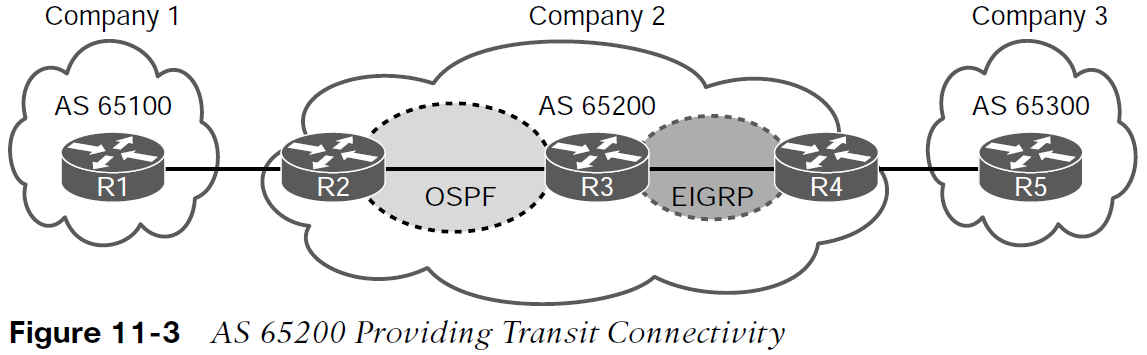 Company 1
Company 2
Company 3
AS 65100
AS 65200
AS 65300
R1
R2
OSPF
R3
EIGRP
R4
R5
Figure 11-3 AS 65200 Providing Transit Connectivity